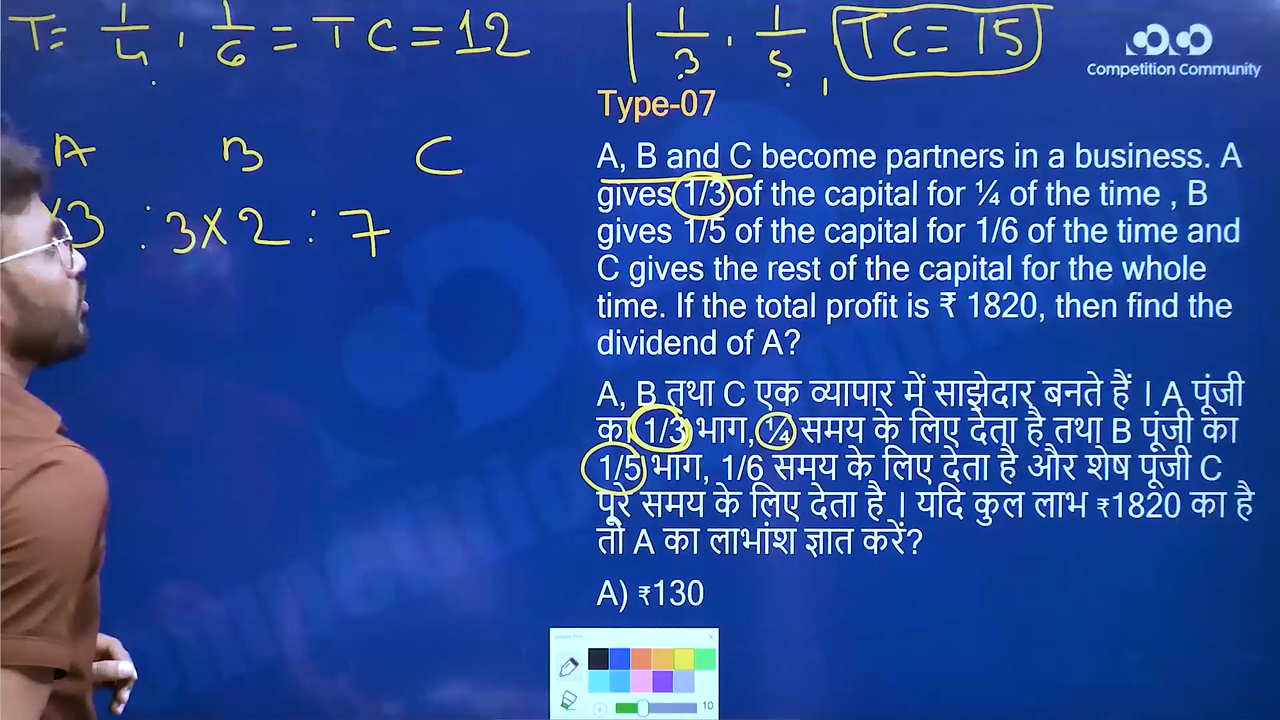 T = 1/4 , 1/6 = TC = 12
1/3 , 1/5 , TC = 15
Competition Community
A B C
3 : 3 × 2 : 7
Type-07
A, B and C become partners in a business. A
gives 1/3 of the capital for ¼ of the time , B
gives 1/5 of the capital for 1/6 of the time and
C gives the rest of the capital for the whole
time. If the total profit is ₹ 1820, then find the
dividend of A?
A, B तथा C एक व्यापार में साझेदार बनते हैं । A पूंजी
का 1/3 भाग, ¼ समय के लिए देता है तथा B पूंजी का
1/5 भाग, 1/6 समय के लिए देता है और शेष पूंजी C
पूरे समय के लिए देता है । यदि कुल लाभ ₹1820 का है
तो A का लाभांश ज्ञात करें?
A) ₹130
10